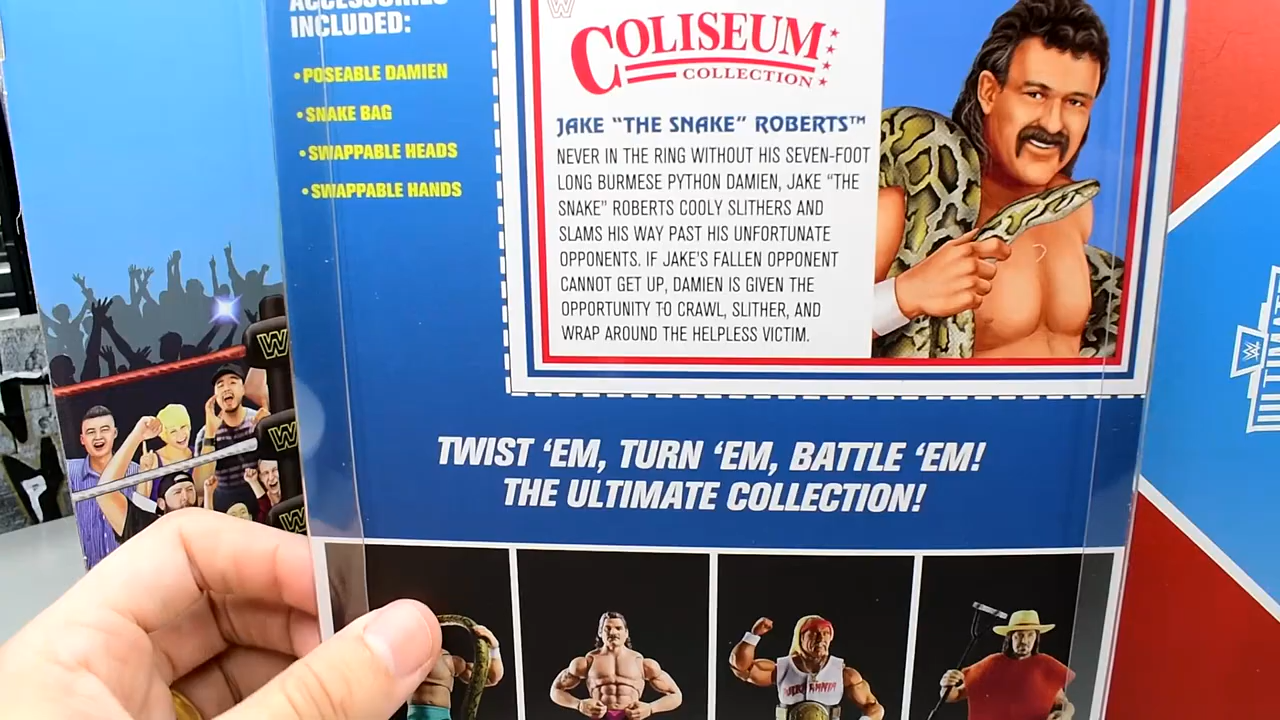 ACCESSORIES
INCLUDED:
• POSEABLE DAMIEN
• SNAKE BAG
• SWAPPABLE HEADS
• SWAPPABLE HANDS
W
COLISEUM
COLLECTION
JAKE “THE SNAKE” ROBERTS™
NEVER IN THE RING WITHOUT HIS SEVEN-FOOT
LONG BURMESE PYTHON DAMIEN, JAKE “THE
SNAKE” ROBERTS COOLY SLITHERS AND
SLAMS HIS WAY PAST HIS UNFORTUNATE
OPPONENTS. IF JAKE’S FALLEN OPPONENT
CANNOT GET UP, DAMIEN IS GIVEN THE
OPPORTUNITY TO CRAWL, SLITHER, AND
WRAP AROUND THE HELPLESS VICTIM.
TWIST ‘EM, TURN ‘EM, BATTLE ‘EM!
THE ULTIMATE COLLECTION!
W
W
W